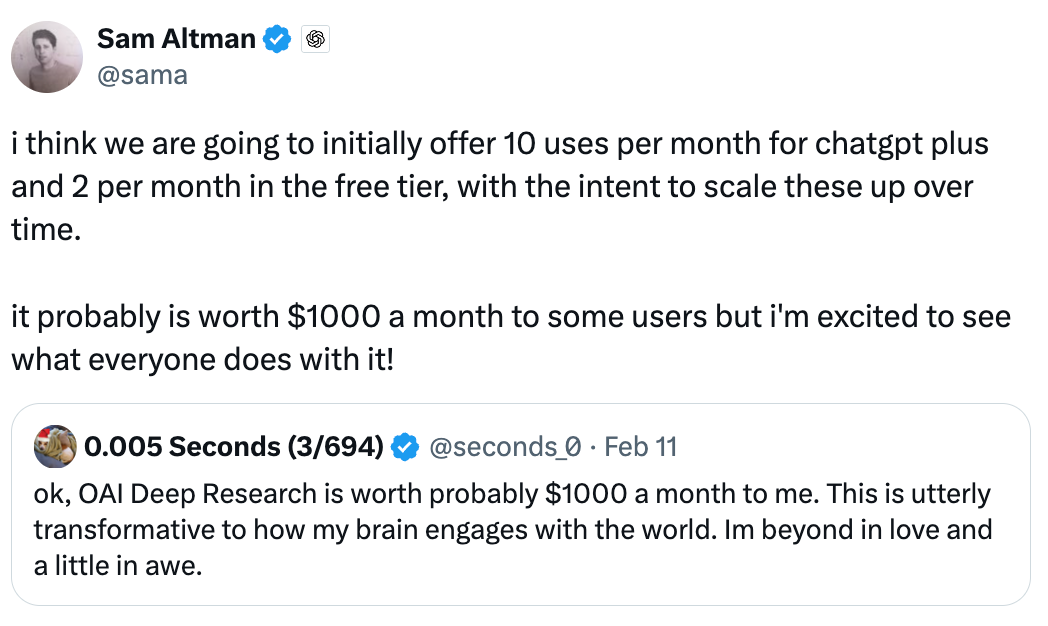 Sam Altman
@sama
i think we are going to initially offer 10 uses per month for chatgpt plus
and 2 per month in the free tier, with the intent to scale these up over
time.
it probably is worth $1000 a month to some users but i'm excited to see
what everyone does with it!
0.005 Seconds (3/694) @seconds_0 · Feb 11
ok, OAI Deep Research is worth probably $1000 a month to me. This is utterly
transformative to how my brain engages with the world. Im beyond in love and
a little in awe.